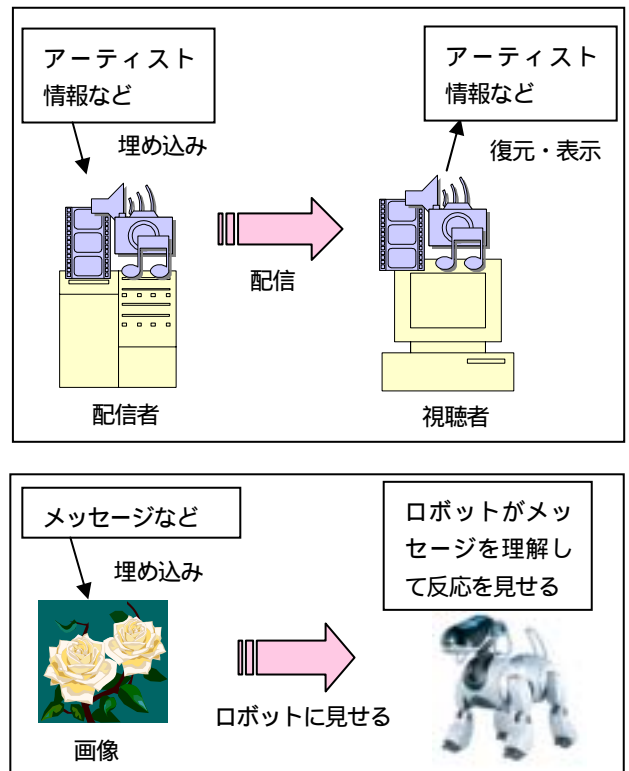 アーティスト
情報など
埋め込み
配信
配信者
アーティスト
情報など
復元・表示
視聴者
メッセージなど
埋め込み
画像
ロボットに見せる
ロボットがメッ
セージを理解し
て反応を見せる